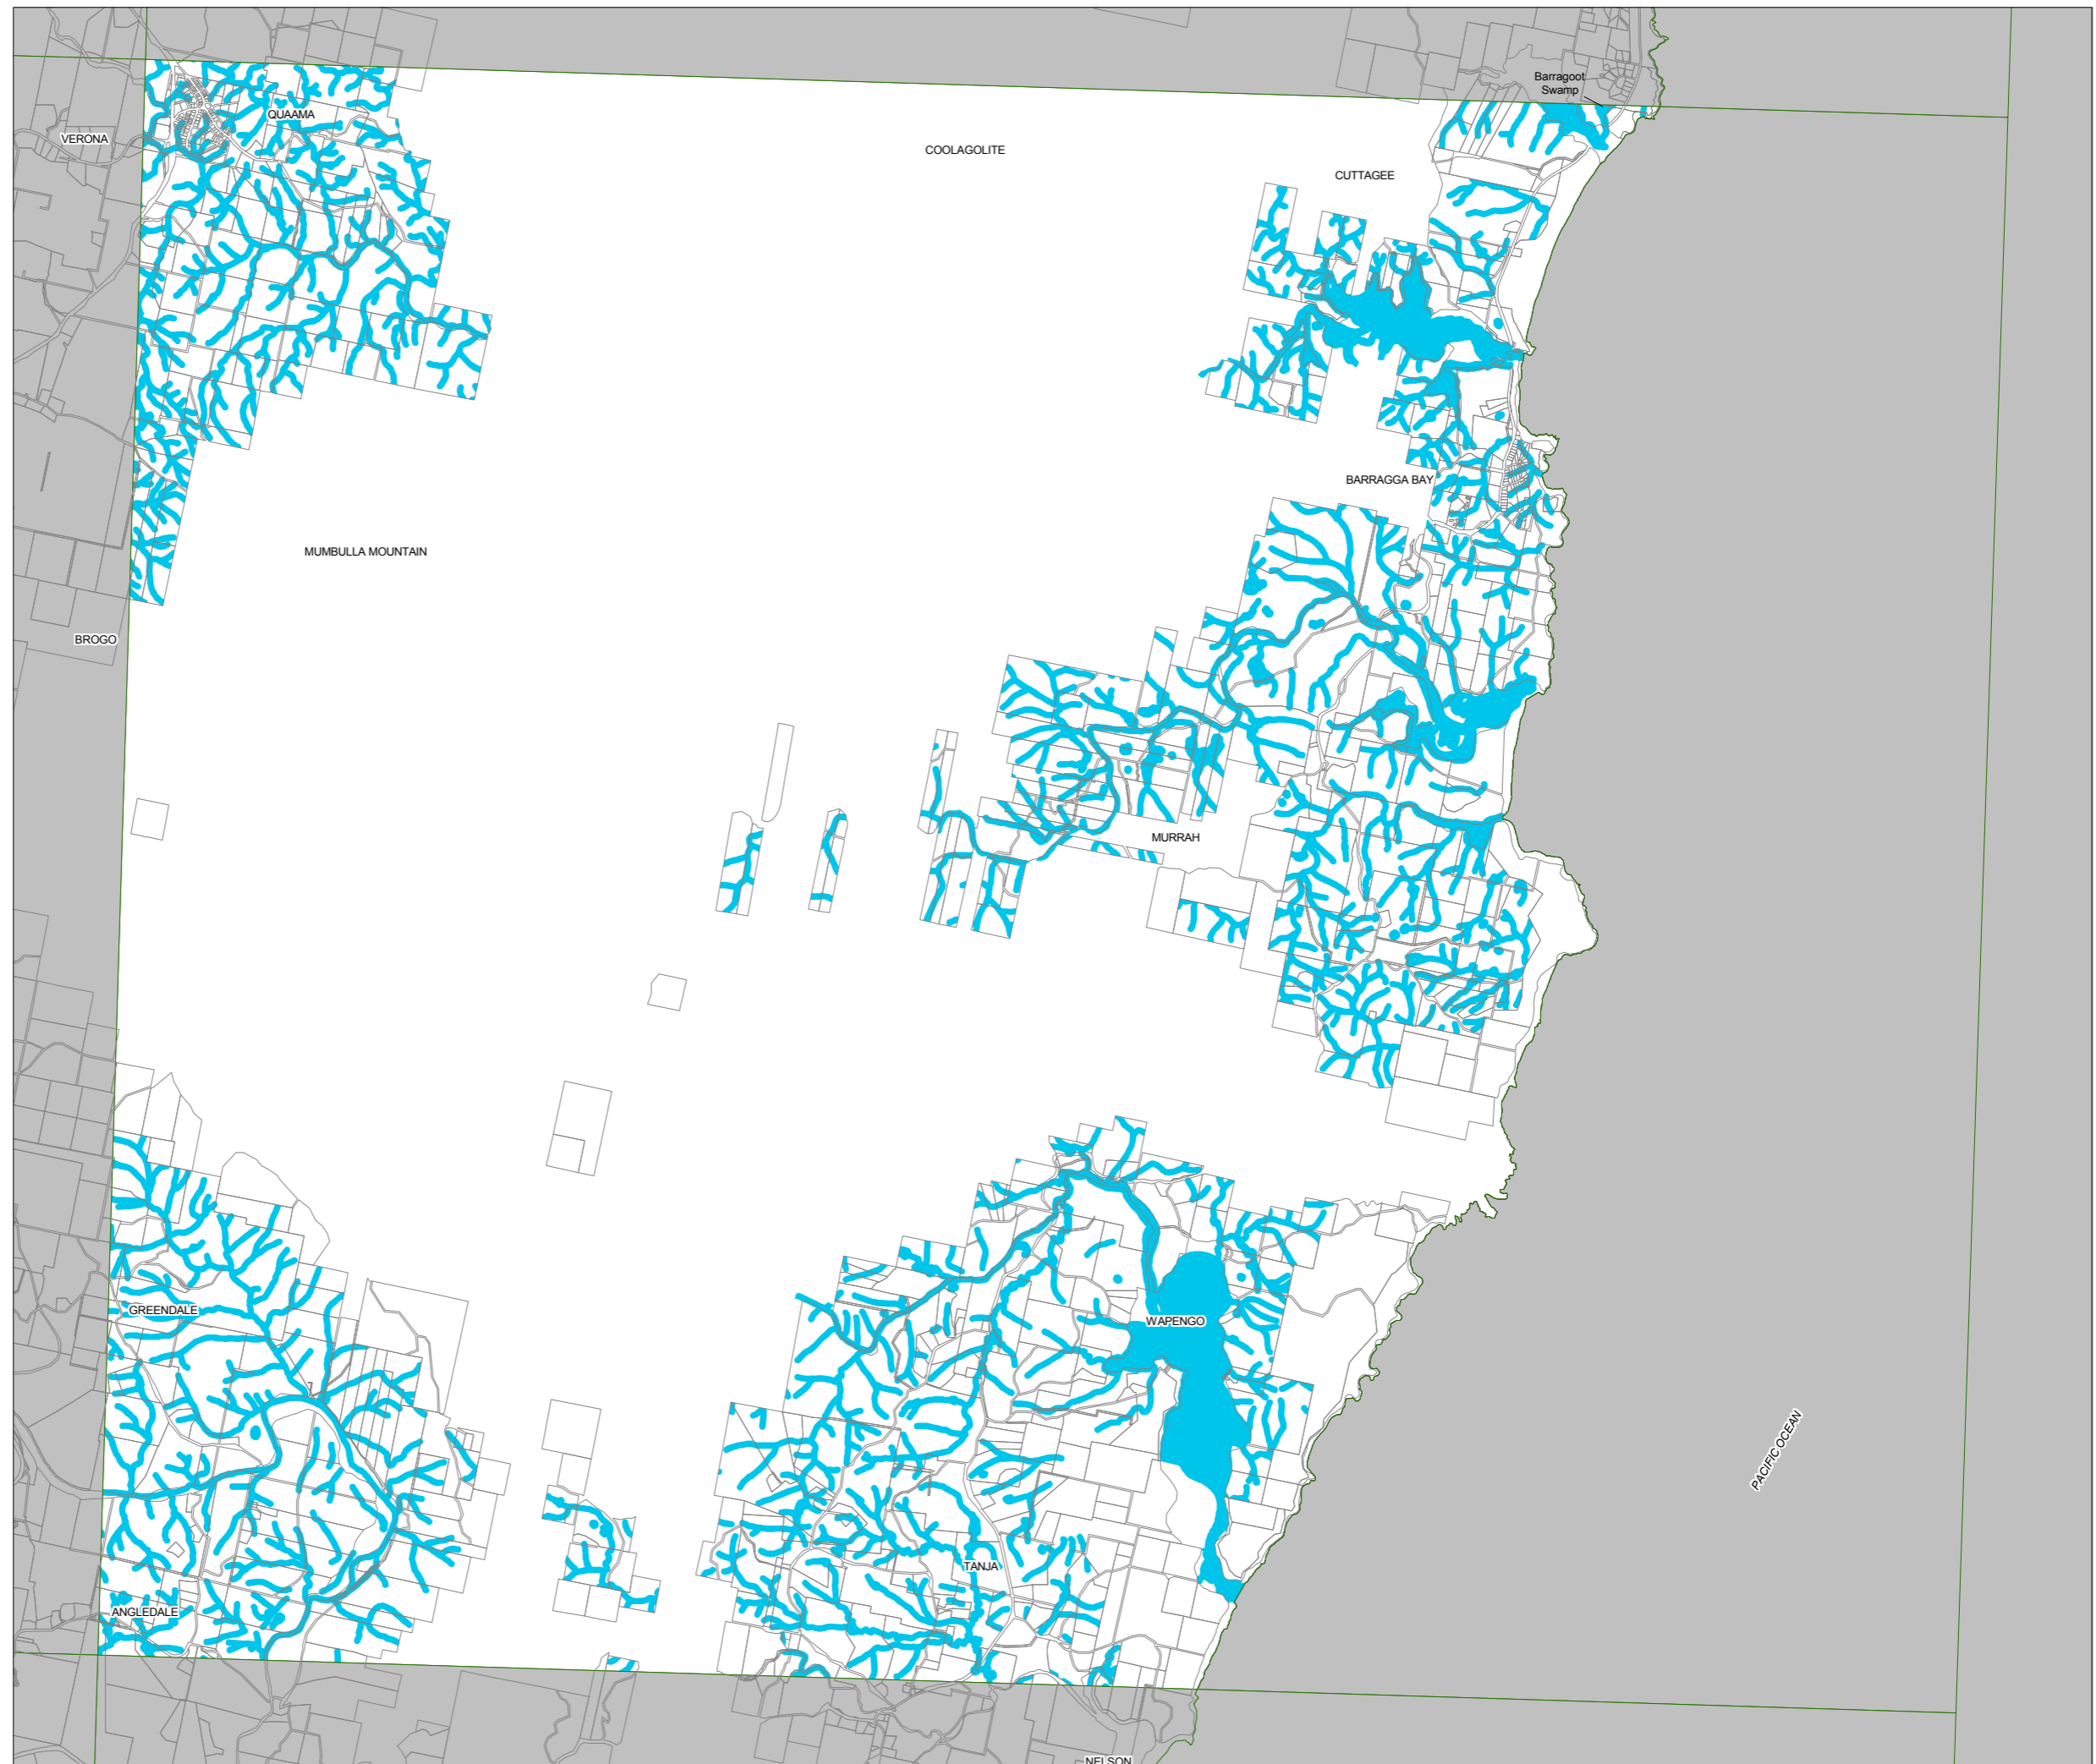 Barragoot
Swamp
QUAAMA
VERONA
COOLAGOLITE
CUTTAGEE
BARRAGGA BAY
MUMBULLA MOUNTAIN
BROGO
MURRAH
GREENDALE
WAPENGO
PACIFIC OCEAN
TANJA
ANGLEDALE
NELSON